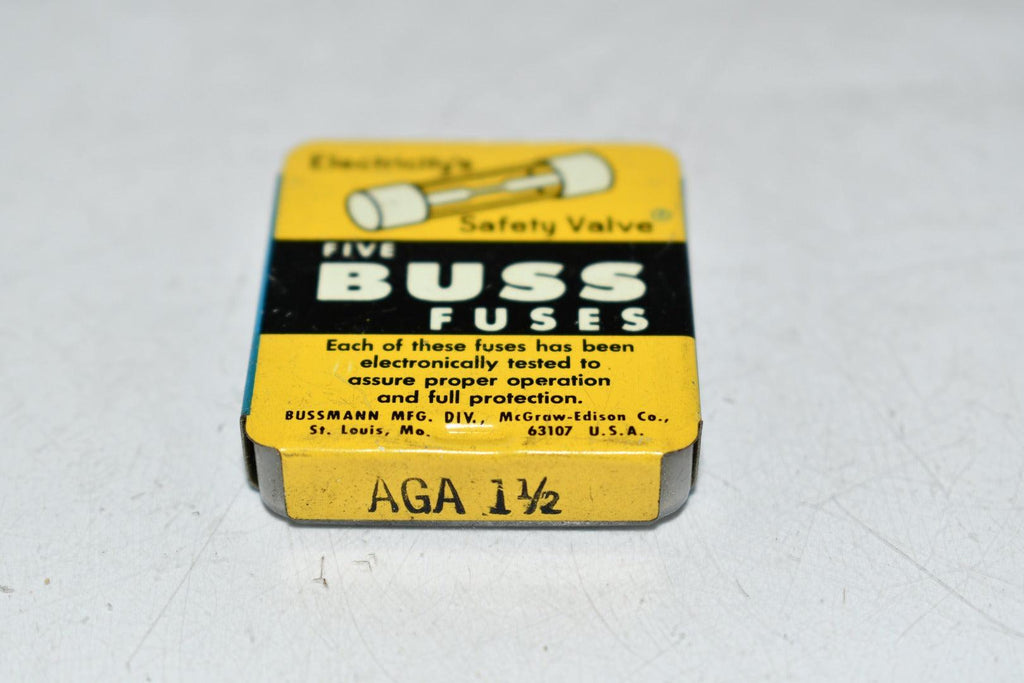 Electricity's
Safety Valve®
FIVE
BUSS
FUSES
Each of these fuses has been
electronically tested to
assure proper operation
and full protection.
BUSSMANN MFG. DIV., McGraw-Edison Co.,
St. Louis, Mo. 63107 U.S.A.
AGA 1½